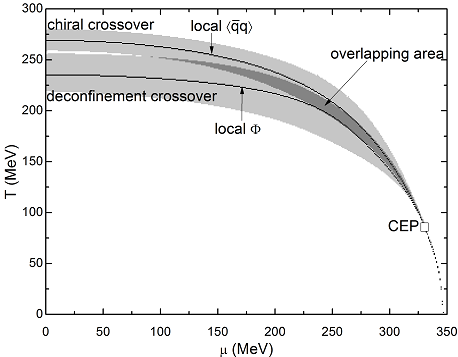 300
chiral crossover
local ⟨q̄q⟩
250
overlapping area
deconfinement crossover
200
local Φ
T (MeV)
150
100
CEP
50
0
0 50 100 150 200 250 300 350
μ (MeV)